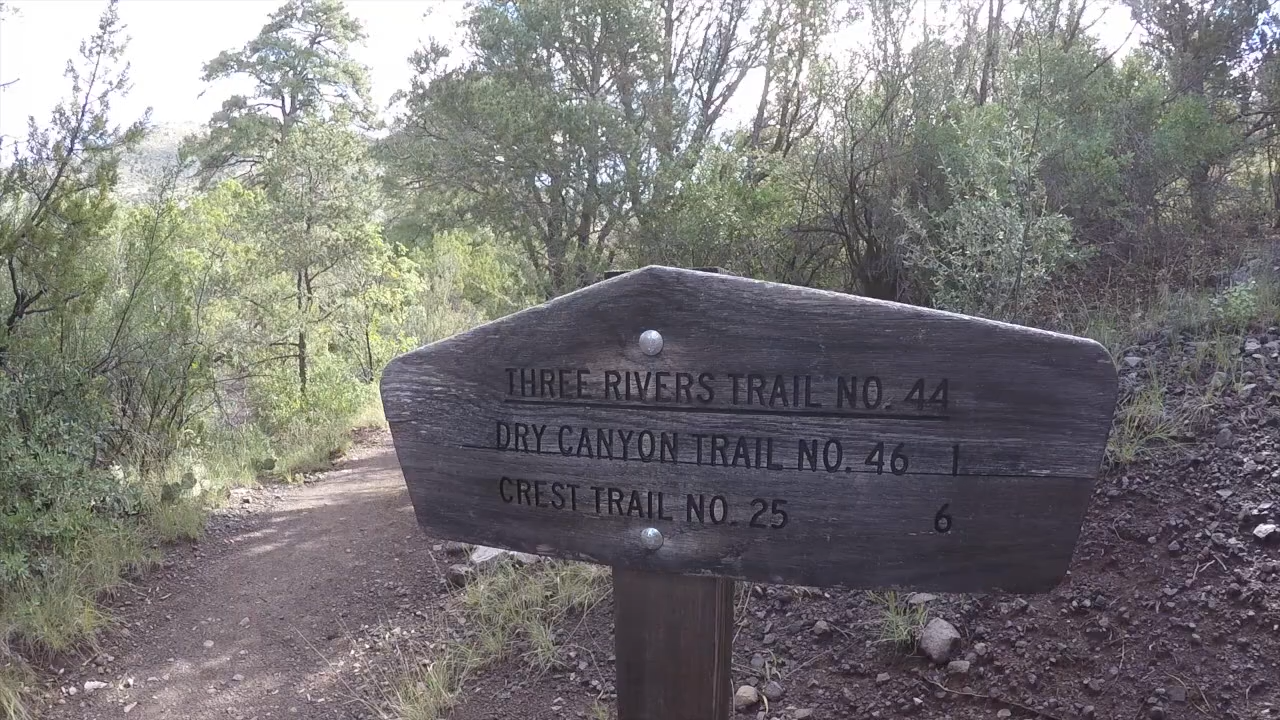 THREE RIVERS TRAIL NO. 44
DRY CANYON TRAIL NO. 46 1
CREST TRAIL NO. 25 6